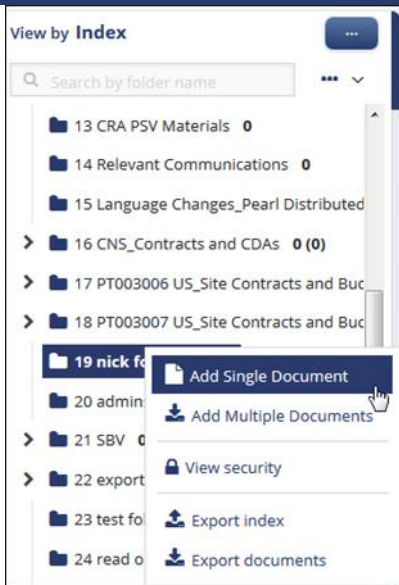 View by Index
...
Search by folder name
...
13 CRA PSV Materials 0
14 Relevant Communications 0
15 Language Changes_Pearl Distributed
16 CNS_Contracts and CDAs 0 (0)
17 PT003006 US_Site Contracts and Buc
18 PT003007 US_Site Contracts and Buc
19 nick fo
Add Single Document
20 admin
Add Multiple Documents
21 SBV 0
View security
22 export
23 test fol
Export index
24 read o
Export documents